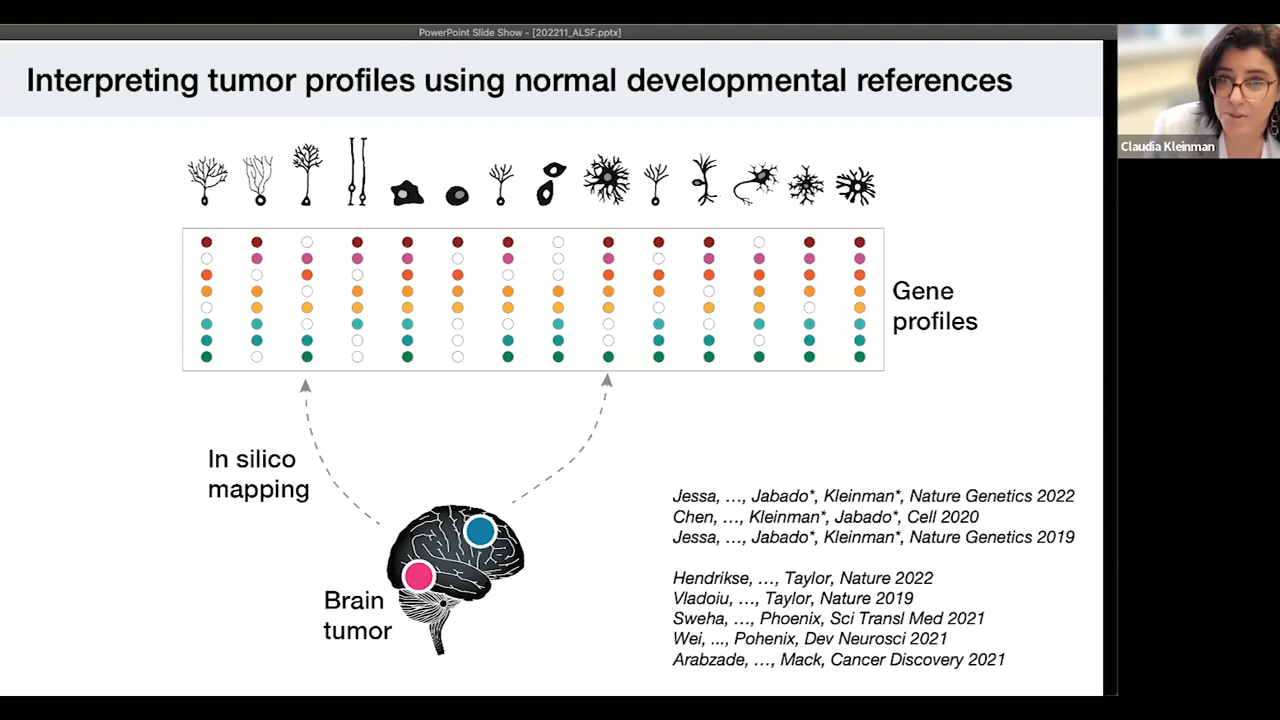 PowerPoint Slide Show - [202211_ALSF.pptx]
Interpreting tumor profiles using normal developmental references
Claudia Kleinman
Gene
profiles
In silico
mapping
Brain
tumor
Jessa, …, Jabado*, Kleinman*, Nature Genetics 2022
Chen, …, Kleinman*, Jabado*, Cell 2020
Jessa, …, Jabado*, Kleinman*, Nature Genetics 2019
Hendrikse, …, Taylor, Nature 2022
Vladoiu, …, Taylor, Nature 2019
Sweha, …, Phoenix, Sci Transl Med 2021
Wei, ..., Pohenix, Dev Neurosci 2021
Arabzade, …, Mack, Cancer Discovery 2021